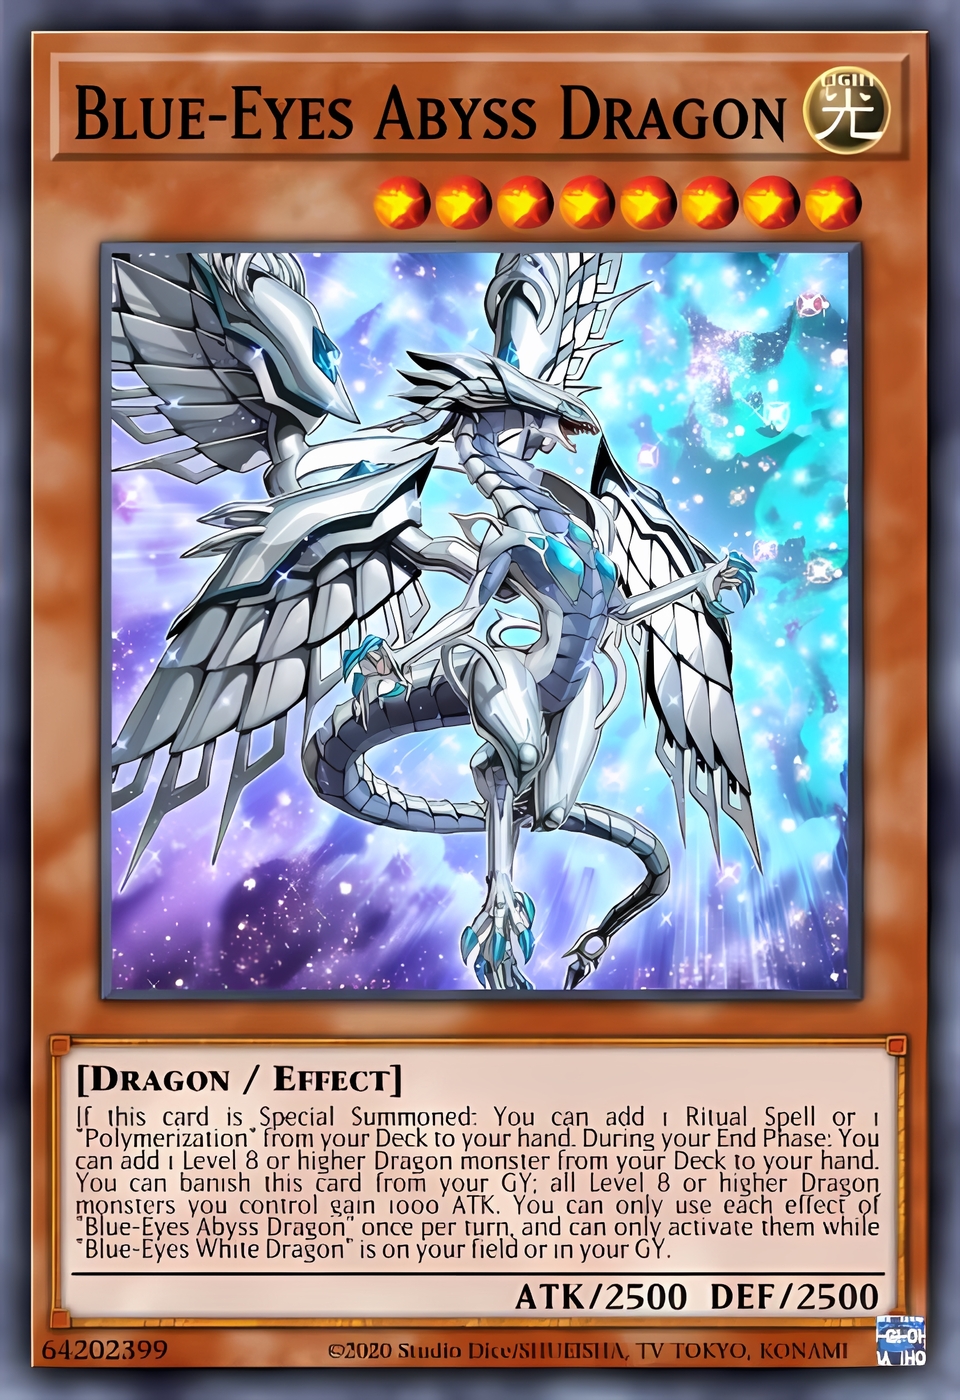 BLUE-EYES ABYSS DRAGON
光
[DRAGON / EFFECT]
If this card is Special Summoned: You can add 1 Ritual Spell or 1
"Polymerization" from your Deck to your hand. During your End Phase: You
can add 1 Level 8 or higher Dragon monster from your Deck to your hand.
You can banish this card from your GY; all Level 8 or higher Dragon
monsters you control gain 1000 ATK. You can only use each effect of
"Blue-Eyes Abyss Dragon" once per turn, and can only activate them while
"Blue-Eyes White Dragon" is on your field or in your GY.
ATK/2500 DEF/2500
64202399
©2020 Studio Dice/SHUEISHA, TV TOKYO, KONAMI